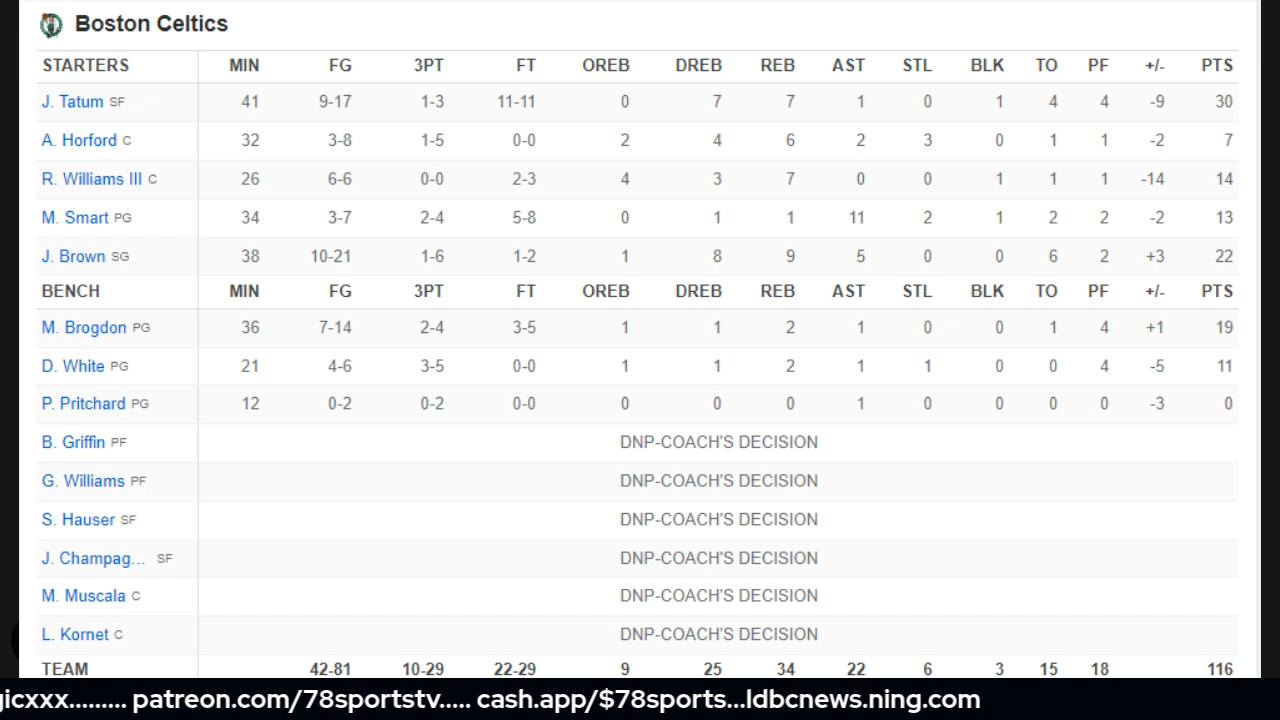 Boston Celtics
STARTERS MIN FG 3PT FT OREB DREB REB AST STL BLK TO PF +/- PTS
J. Tatum SF 41 9-17 1-3 11-11 0 7 7 1 0 1 4 4 -9 30
A. Horford C 32 3-8 1-5 0-0 2 4 6 2 3 0 1 1 -2 7
R. Williams III C 26 6-6 0-0 2-3 4 3 7 0 0 1 1 1 -14 14
M. Smart PG 34 3-7 2-4 5-8 0 1 1 11 2 1 2 2 -2 13
J. Brown SG 38 10-21 1-6 1-2 1 8 9 5 0 0 6 2 +3 22
BENCH MIN FG 3PT FT OREB DREB REB AST STL BLK TO PF +/- PTS
M. Brogdon PG 36 7-14 2-4 3-5 1 1 2 1 0 0 1 4 +1 19
D. White PG 21 4-6 3-5 0-0 1 1 2 1 1 0 0 4 -5 11
P. Pritchard PG 12 0-2 0-2 0-0 0 0 0 1 0 0 0 0 -3 0
B. Griffin PF DNP-COACH'S DECISION
G. Williams PF DNP-COACH'S DECISION
S. Hauser SF DNP-COACH'S DECISION
J. Champag... SF DNP-COACH'S DECISION
M. Muscala C DNP-COACH'S DECISION
L. Kornet C DNP-COACH'S DECISION
TEAM 42-81 10-29 22-29 9 25 34 22 6 3 15 18 116
gicxxx......... patreon.com/78sportstv..... cash.app/$78sports...ldbcnews.ning.com